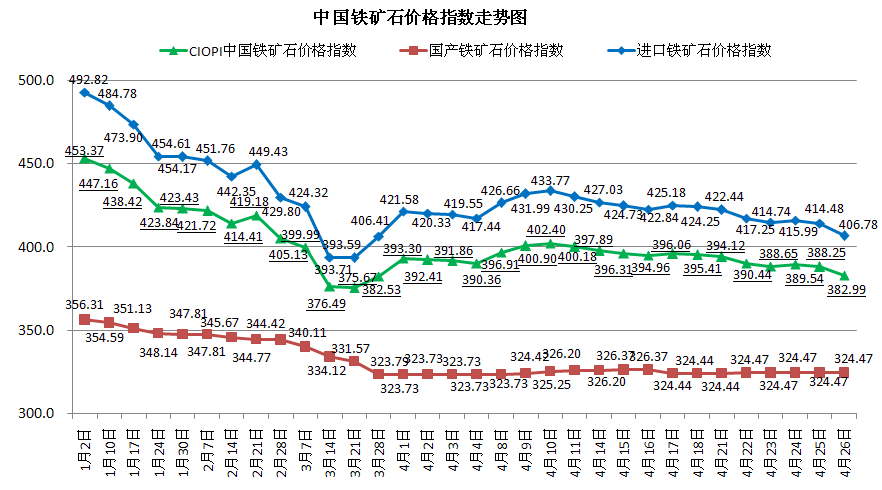 中国铁矿石价格指数走势图
CIOPI中国铁矿石价格指数 国产铁矿石价格指数 进口铁矿石价格指数
500.0
450.0
400.0
350.0
300.0
492.82 484.78 473.90 454.61 454.17 451.76 442.35 449.43 429.80 424.32 393.71 393.59 406.41 421.58 420.33 419.55 417.44 426.66 431.99 433.77 430.25 427.03 424.73 422.84 425.18 424.25 422.44 417.25 414.74 415.99 414.48 406.78
453.37 447.16 438.42 423.84 423.43 421.72 414.41 419.18 405.13 399.99 376.49 375.67 382.53 393.30 392.41 391.86 390.36 396.91 400.90 402.40 400.18 397.89 396.31 394.96 396.06 395.41 394.12 390.44 388.65 389.54 388.25 382.99
356.31 354.59 351.13 348.14 347.81 347.81 345.67 344.77 344.42 340.11 334.12 331.57 323.79 323.73 323.73 323.73 323.73 323.73 324.42 325.25 326.20 326.20 326.37 326.37 324.44 324.44 324.44 324.47 324.47 324.47 324.47 324.47
1月2日 1月10日 1月17日 1月24日 1月30日 2月7日 2月14日 2月21日 2月28日 3月7日 3月14日 3月21日 3月28日 4月1日 4月2日 4月3日 4月4日 4月8日 4月9日 4月10日 4月11日 4月14日 4月15日 4月16日 4月17日 4月18日 4月21日 4月22日 4月23日 4月24日 4月25日 4月26日